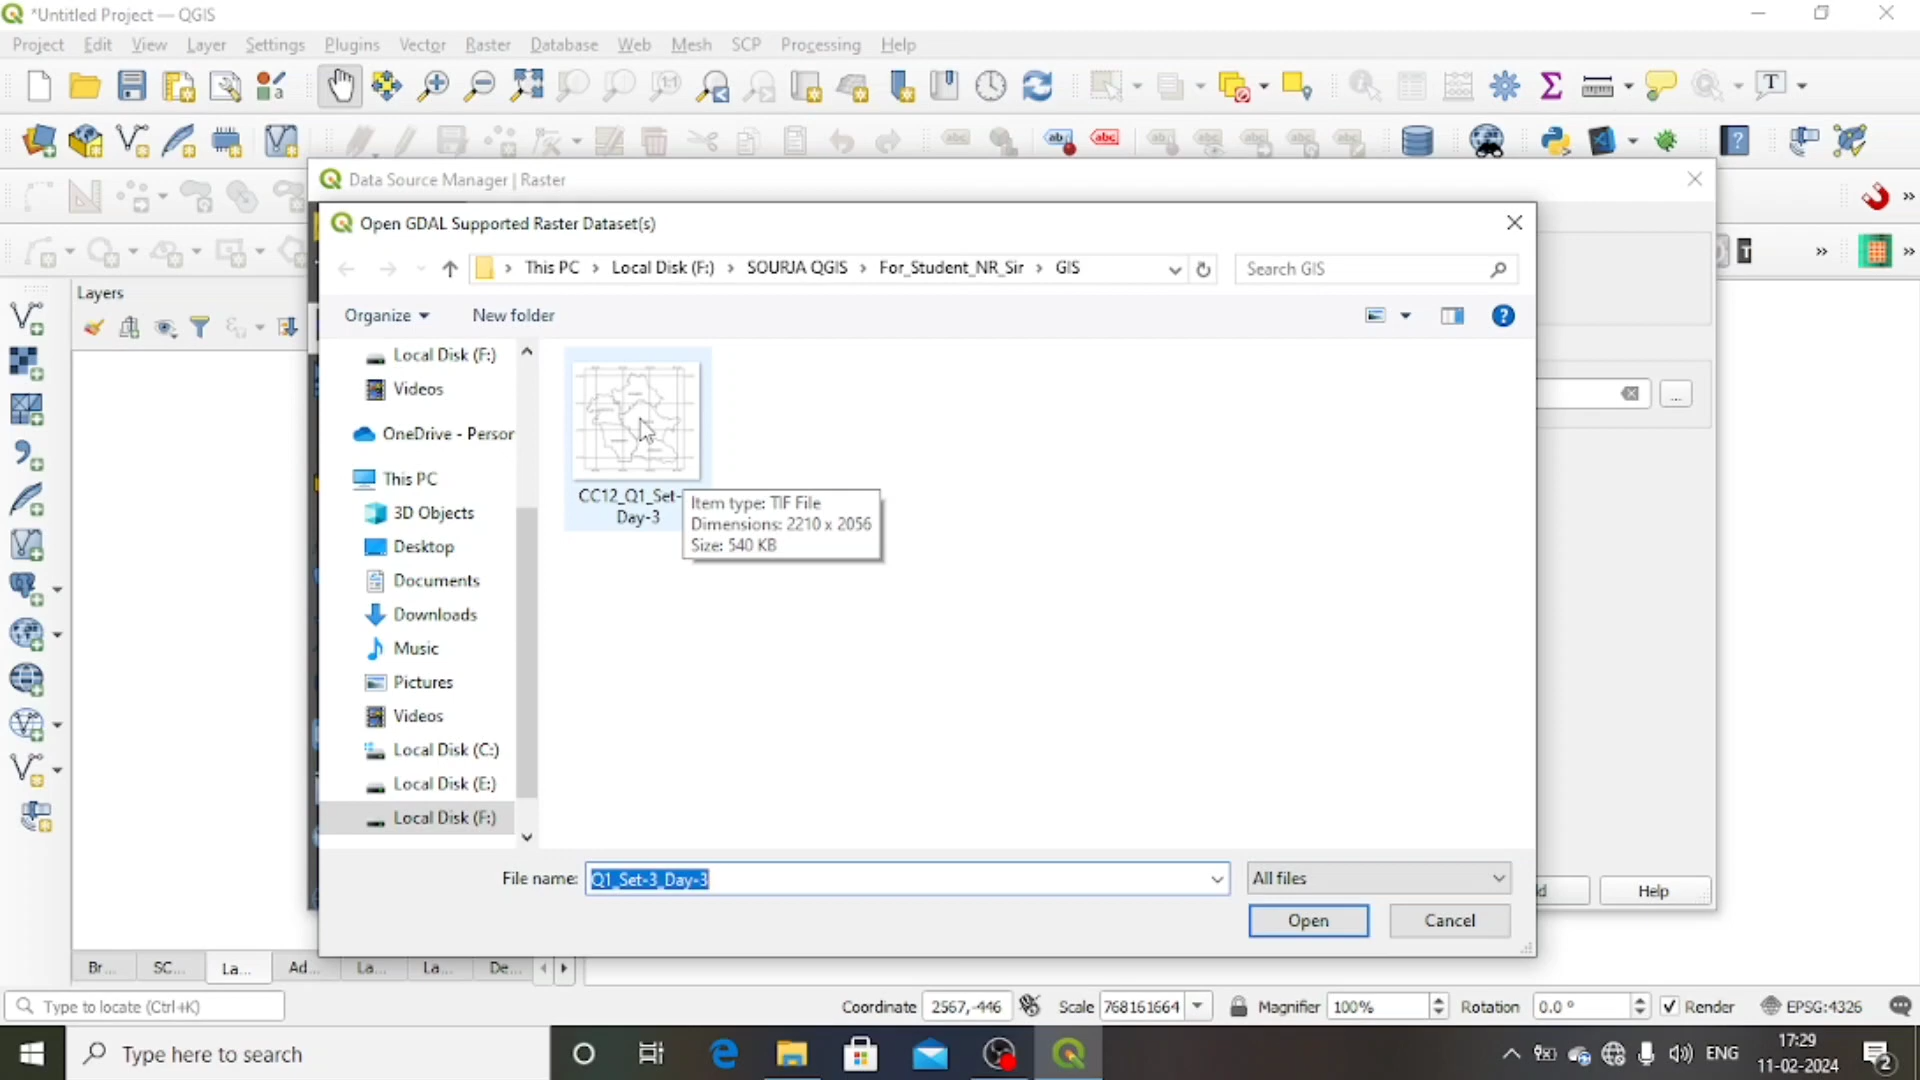 *Untitled Project — QGIS
Project Edit View Layer Settings Plugins Vector Raster Database Web Mesh SCP Processing Help
Data Source Manager | Raster
Open GDAL Supported Raster Dataset(s)
This PC › Local Disk (F:) › SOURJA QGIS › For_Student_NR_Sir › GIS
Search GIS
Layers
Organize
New folder
Local Disk (F:)
Videos
OneDrive - Person
This PC
3D Objects
Desktop
Documents
Downloads
Music
Pictures
Videos
Local Disk (C:)
Local Disk (E:)
Local Disk (F:)
CC12_Q1_Set-
Day-3
Item type: TIF File
Dimensions: 2210 x 2056
Size: 540 KB
...
File name: Q1_Set-3_Day-3
All files
Open
Cancel
Help
Br... SC... La... Ad... La... La... De...
Type to locate (Ctrl+K)
Coordinate 2567,-446 Scale 768161664 Magnifier 100% Rotation 0.0 ° Render EPSG:4326
Type here to search
ENG
17:29
11-02-2024
2